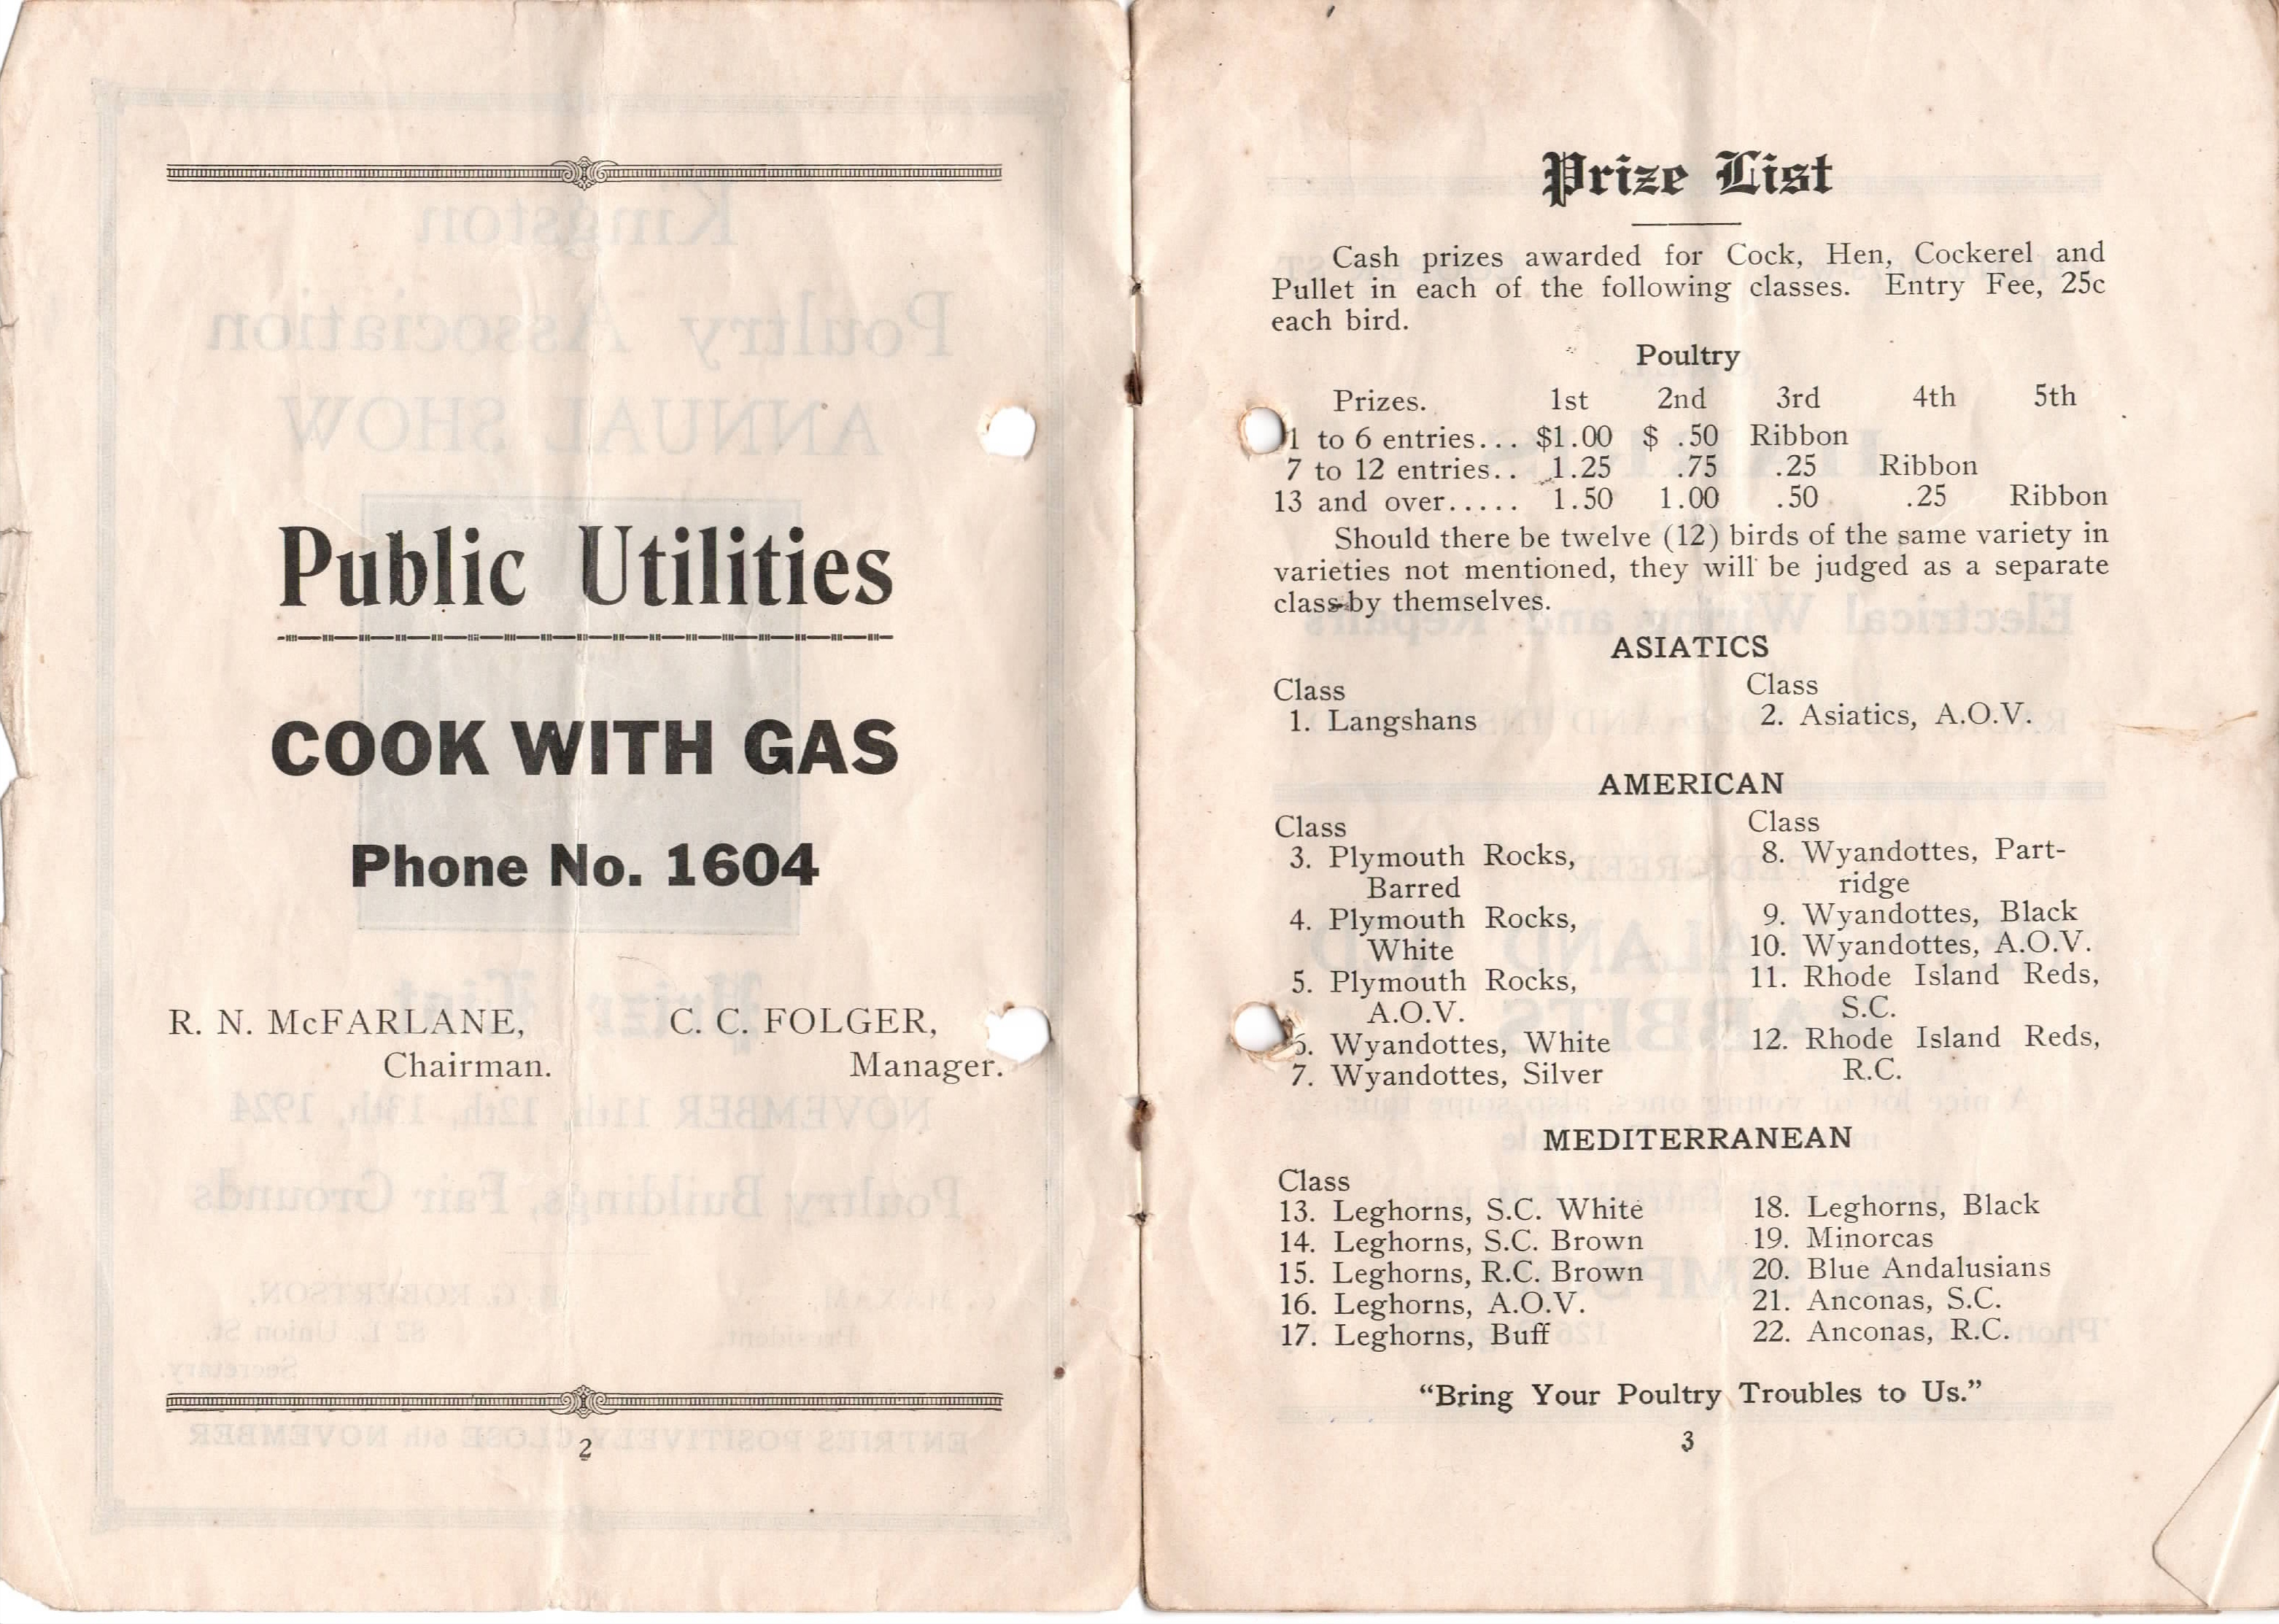 Public Utilities
COOK WITH GAS
Phone No. 1604
R. N. McFARLANE,
Chairman.
C. C. FOLGER,
Manager.
2
Prize List
Cash prizes awarded for Cock, Hen, Cockerel and
Pullet in each of the following classes. Entry Fee, 25c
each bird.
Poultry
Prizes. 1st 2nd 3rd 4th 5th
1 to 6 entries... $1.00 $ .50 Ribbon
7 to 12 entries.. 1.25 .75 .25 Ribbon
13 and over..... 1.50 1.00 .50 .25 Ribbon
Should there be twelve (12) birds of the same variety in
varieties not mentioned, they will be judged as a separate
class by themselves.
ASIATICS
Class
1. Langshans
Class
2. Asiatics, A.O.V.
AMERICAN
Class
3. Plymouth Rocks,
Barred
4. Plymouth Rocks,
White
5. Plymouth Rocks,
A.O.V.
6. Wyandottes, White
7. Wyandottes, Silver
Class
8. Wyandottes, Part-
ridge
9. Wyandottes, Black
10. Wyandottes, A.O.V.
11. Rhode Island Reds,
S.C.
12. Rhode Island Reds,
R.C.
MEDITERRANEAN
Class
13. Leghorns, S.C. White
14. Leghorns, S.C. Brown
15. Leghorns, R.C. Brown
16. Leghorns, A.O.V.
17. Leghorns, Buff
18. Leghorns, Black
19. Minorcas
20. Blue Andalusians
21. Anconas, S.C.
22. Anconas, R.C.
"Bring Your Poultry Troubles to Us."
3